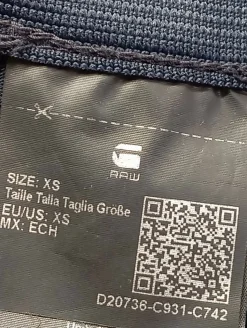 RAW
SIZE: XS
Taille Talla Taglia Größe
EU/US: XS
MX: ECH
D20736-C931-C742